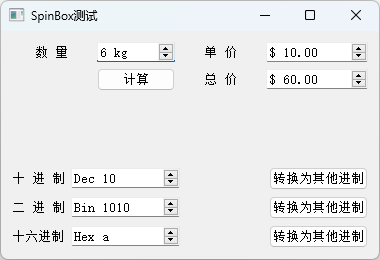 SpinBox测试
数 量 6 kg 单 价 $ 10.00
计算 总 价 $ 60.00
十 进 制 Dec 10 转换为其他进制
二 进 制 Bin 1010 转换为其他进制
十六进制 Hex a 转换为其他进制